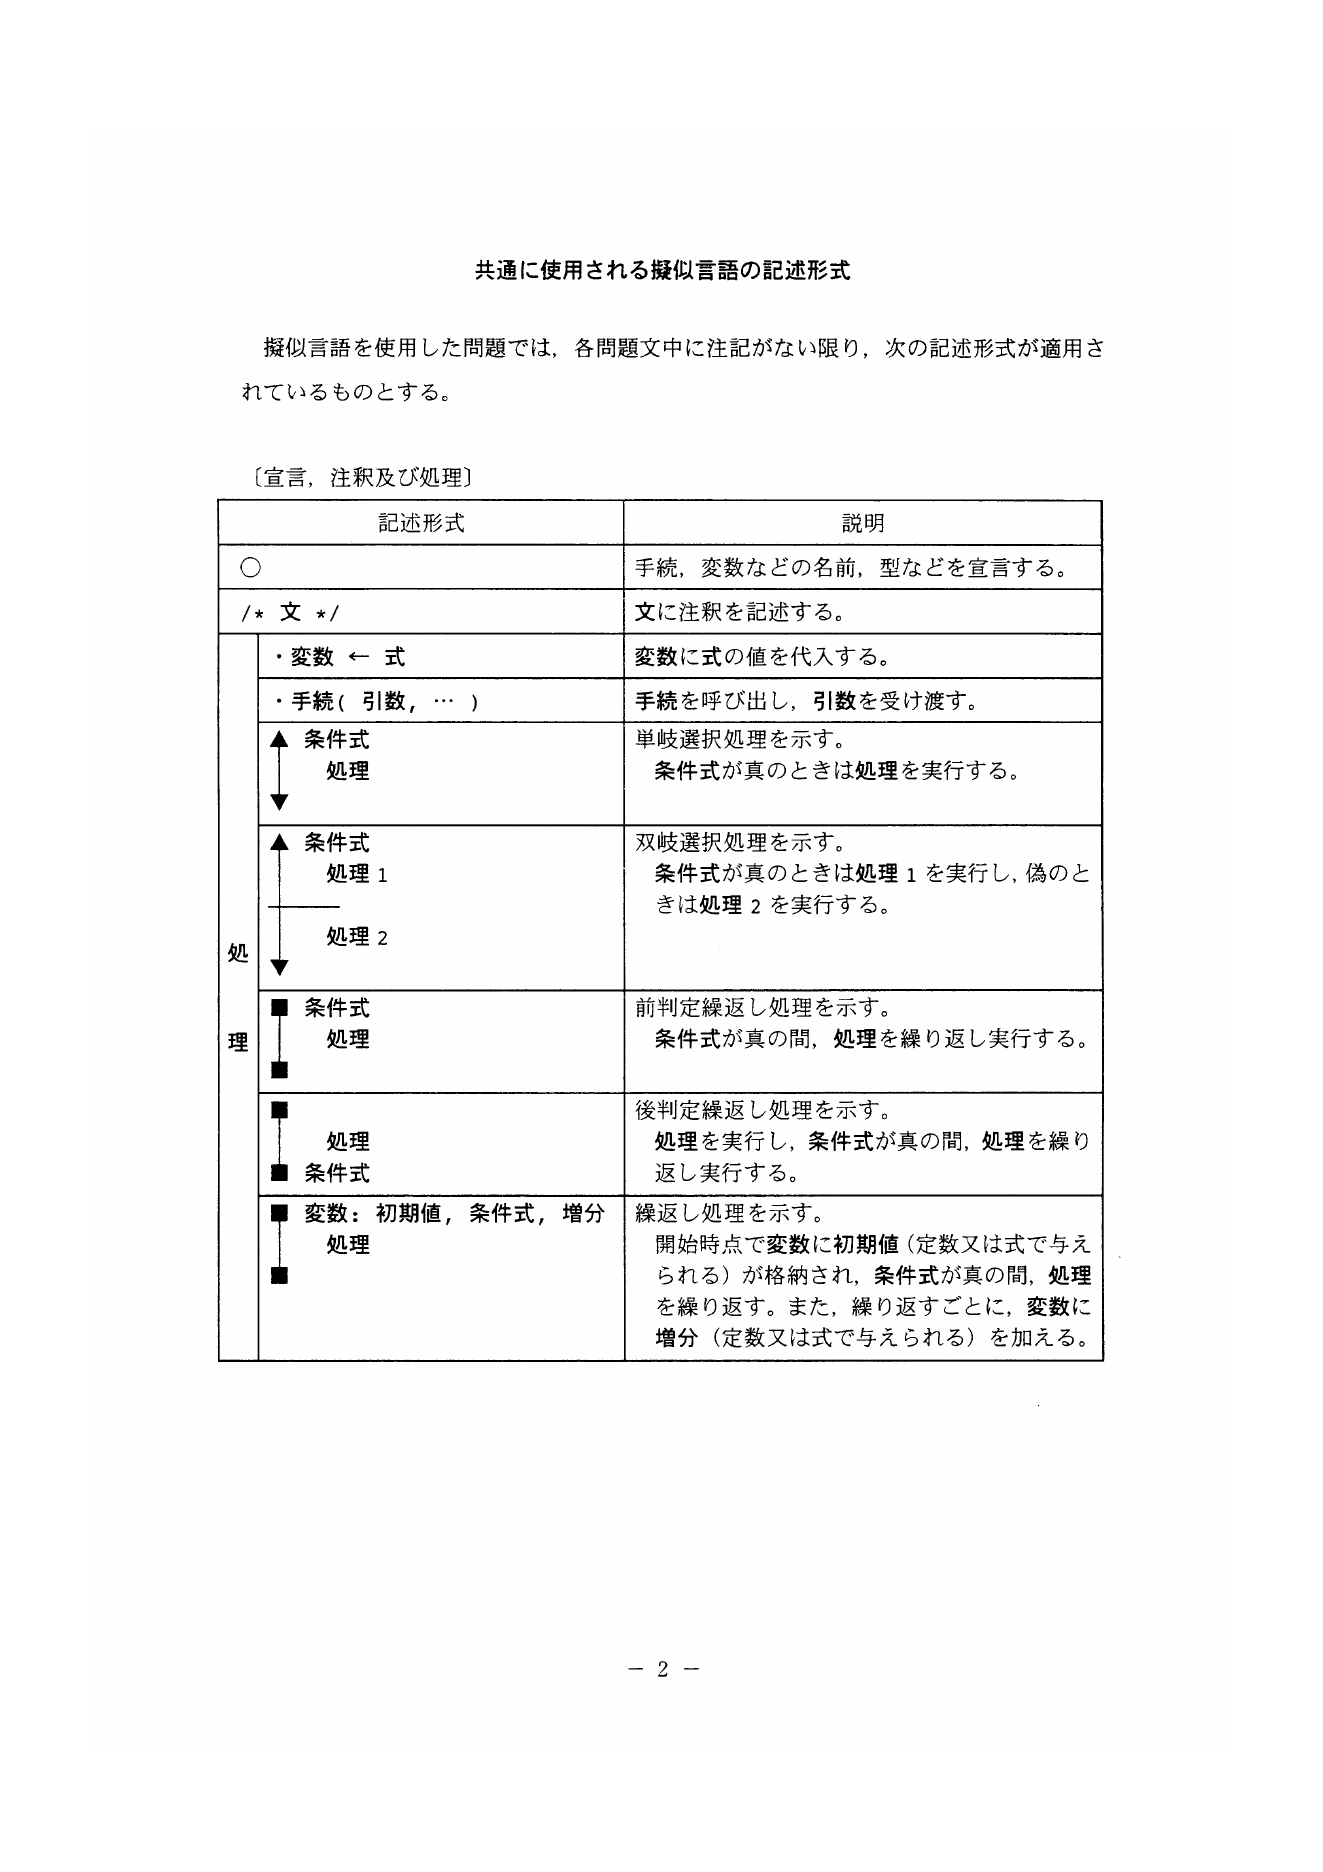 共通に使用される擬似言語の記述形式
擬似言語を使用した問題では，各問題文中に注記がない限り，次の記述形式が適用さ
れているものとする。
〔宣言，注釈及び処理〕
記述形式 説明
○ 手続，変数などの名前，型などを宣言する。
/* 文 */ 文に注釈を記述する。
処理
・変数 ← 式 変数に式の値を代入する。
・手続( 引数, … ) 手続を呼び出し，引数を受け渡す。
▲ 条件式 単岐選択処理を示す。
処理 条件式が真のときは処理を実行する。
▼
▲ 条件式 双岐選択処理を示す。
処理 1 条件式が真のときは処理 1 を実行し，偽のと
きは処理 2 を実行する。
処理 2
▼
■ 条件式 前判定繰返し処理を示す。
処理 条件式が真の間，処理を繰り返し実行する。
■
■ 後判定繰返し処理を示す。
処理 処理を実行し，条件式が真の間，処理を繰り
■ 条件式 返し実行する。
■ 変数: 初期値, 条件式, 増分 繰返し処理を示す。
処理 開始時点で変数に初期値（定数又は式で与え
■ られる）が格納され，条件式が真の間，処理
を繰り返す。また，繰り返すごとに，変数に
増分（定数又は式で与えられる）を加える。
－ 2 －